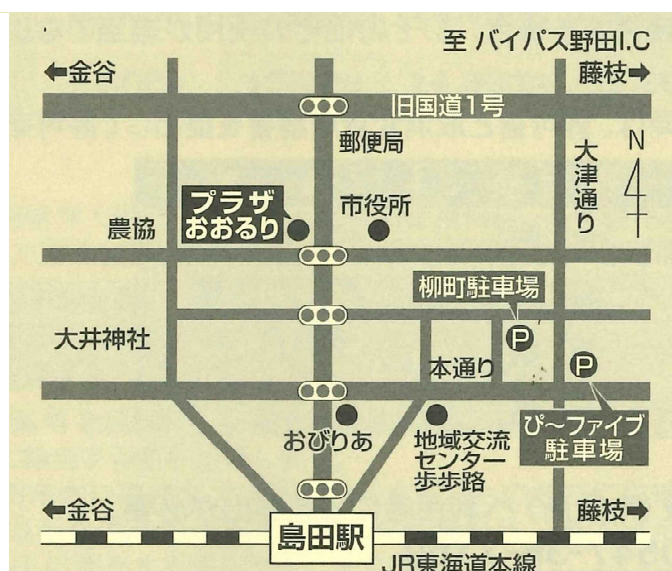 至 バイパス野田I.C
←金谷
藤枝→
旧国道1号
郵便局
大津通り
N
プラザ
おおるり
市役所
農協
柳町駐車場
P
大井神社
本通り
P
おびりあ
地域交流
センター
歩歩路
ぴ〜ファイブ
駐車場
←金谷
藤枝→
島田駅
JR東海道本線